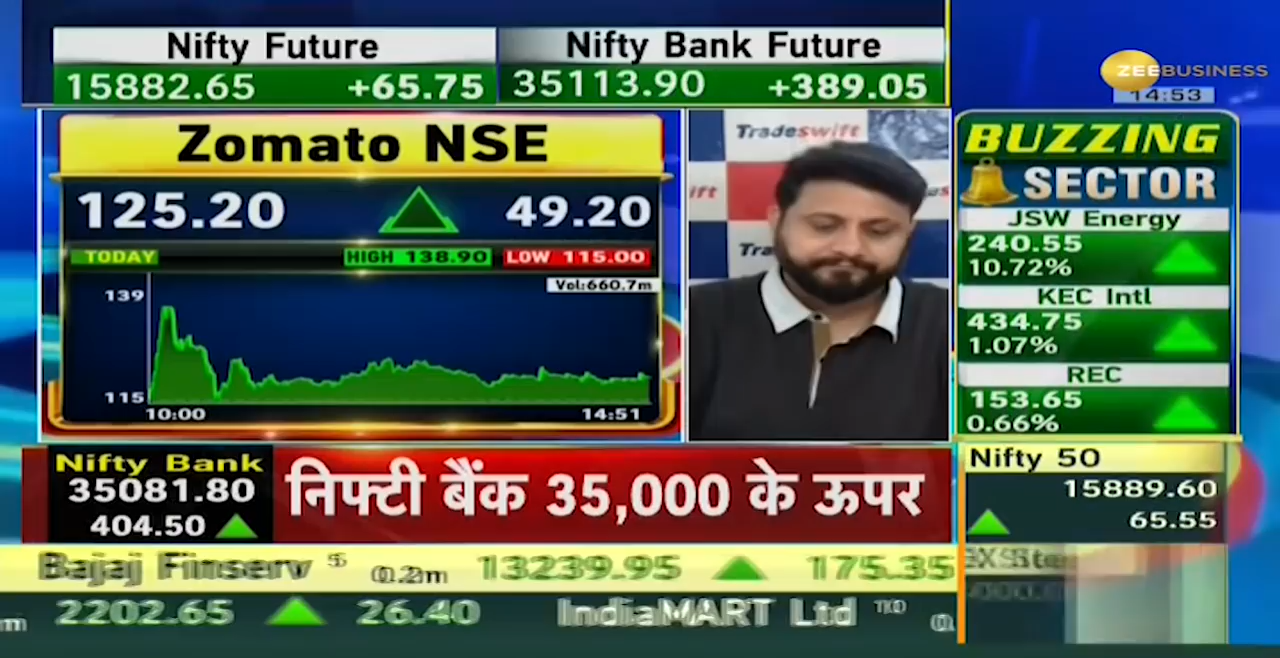 Nifty Future
15882.65 +65.75
Nifty Bank Future
35113.90 +389.05
ZEEBUSINESS
14:53
Zomato NSE
125.20 49.20
TODAY HIGH 138.90 LOW 115.00
Vol:660.7m
139
115
10:00 14:51
Tradeswift
ift
Tra
BUZZING
SECTOR
JSW Energy
240.55
10.72%
KEC Intl
434.75
1.07%
REC
153.65
0.66%
Nifty Bank
35081.80
404.50
निफ्टी बैंक 35,000 के ऊपर
Nifty 50
15889.60
65.55
Bajaj Finserv 5 0.2m 13239.95 175.35
m 2202.65 26.40 IndiaMART Ltd 10